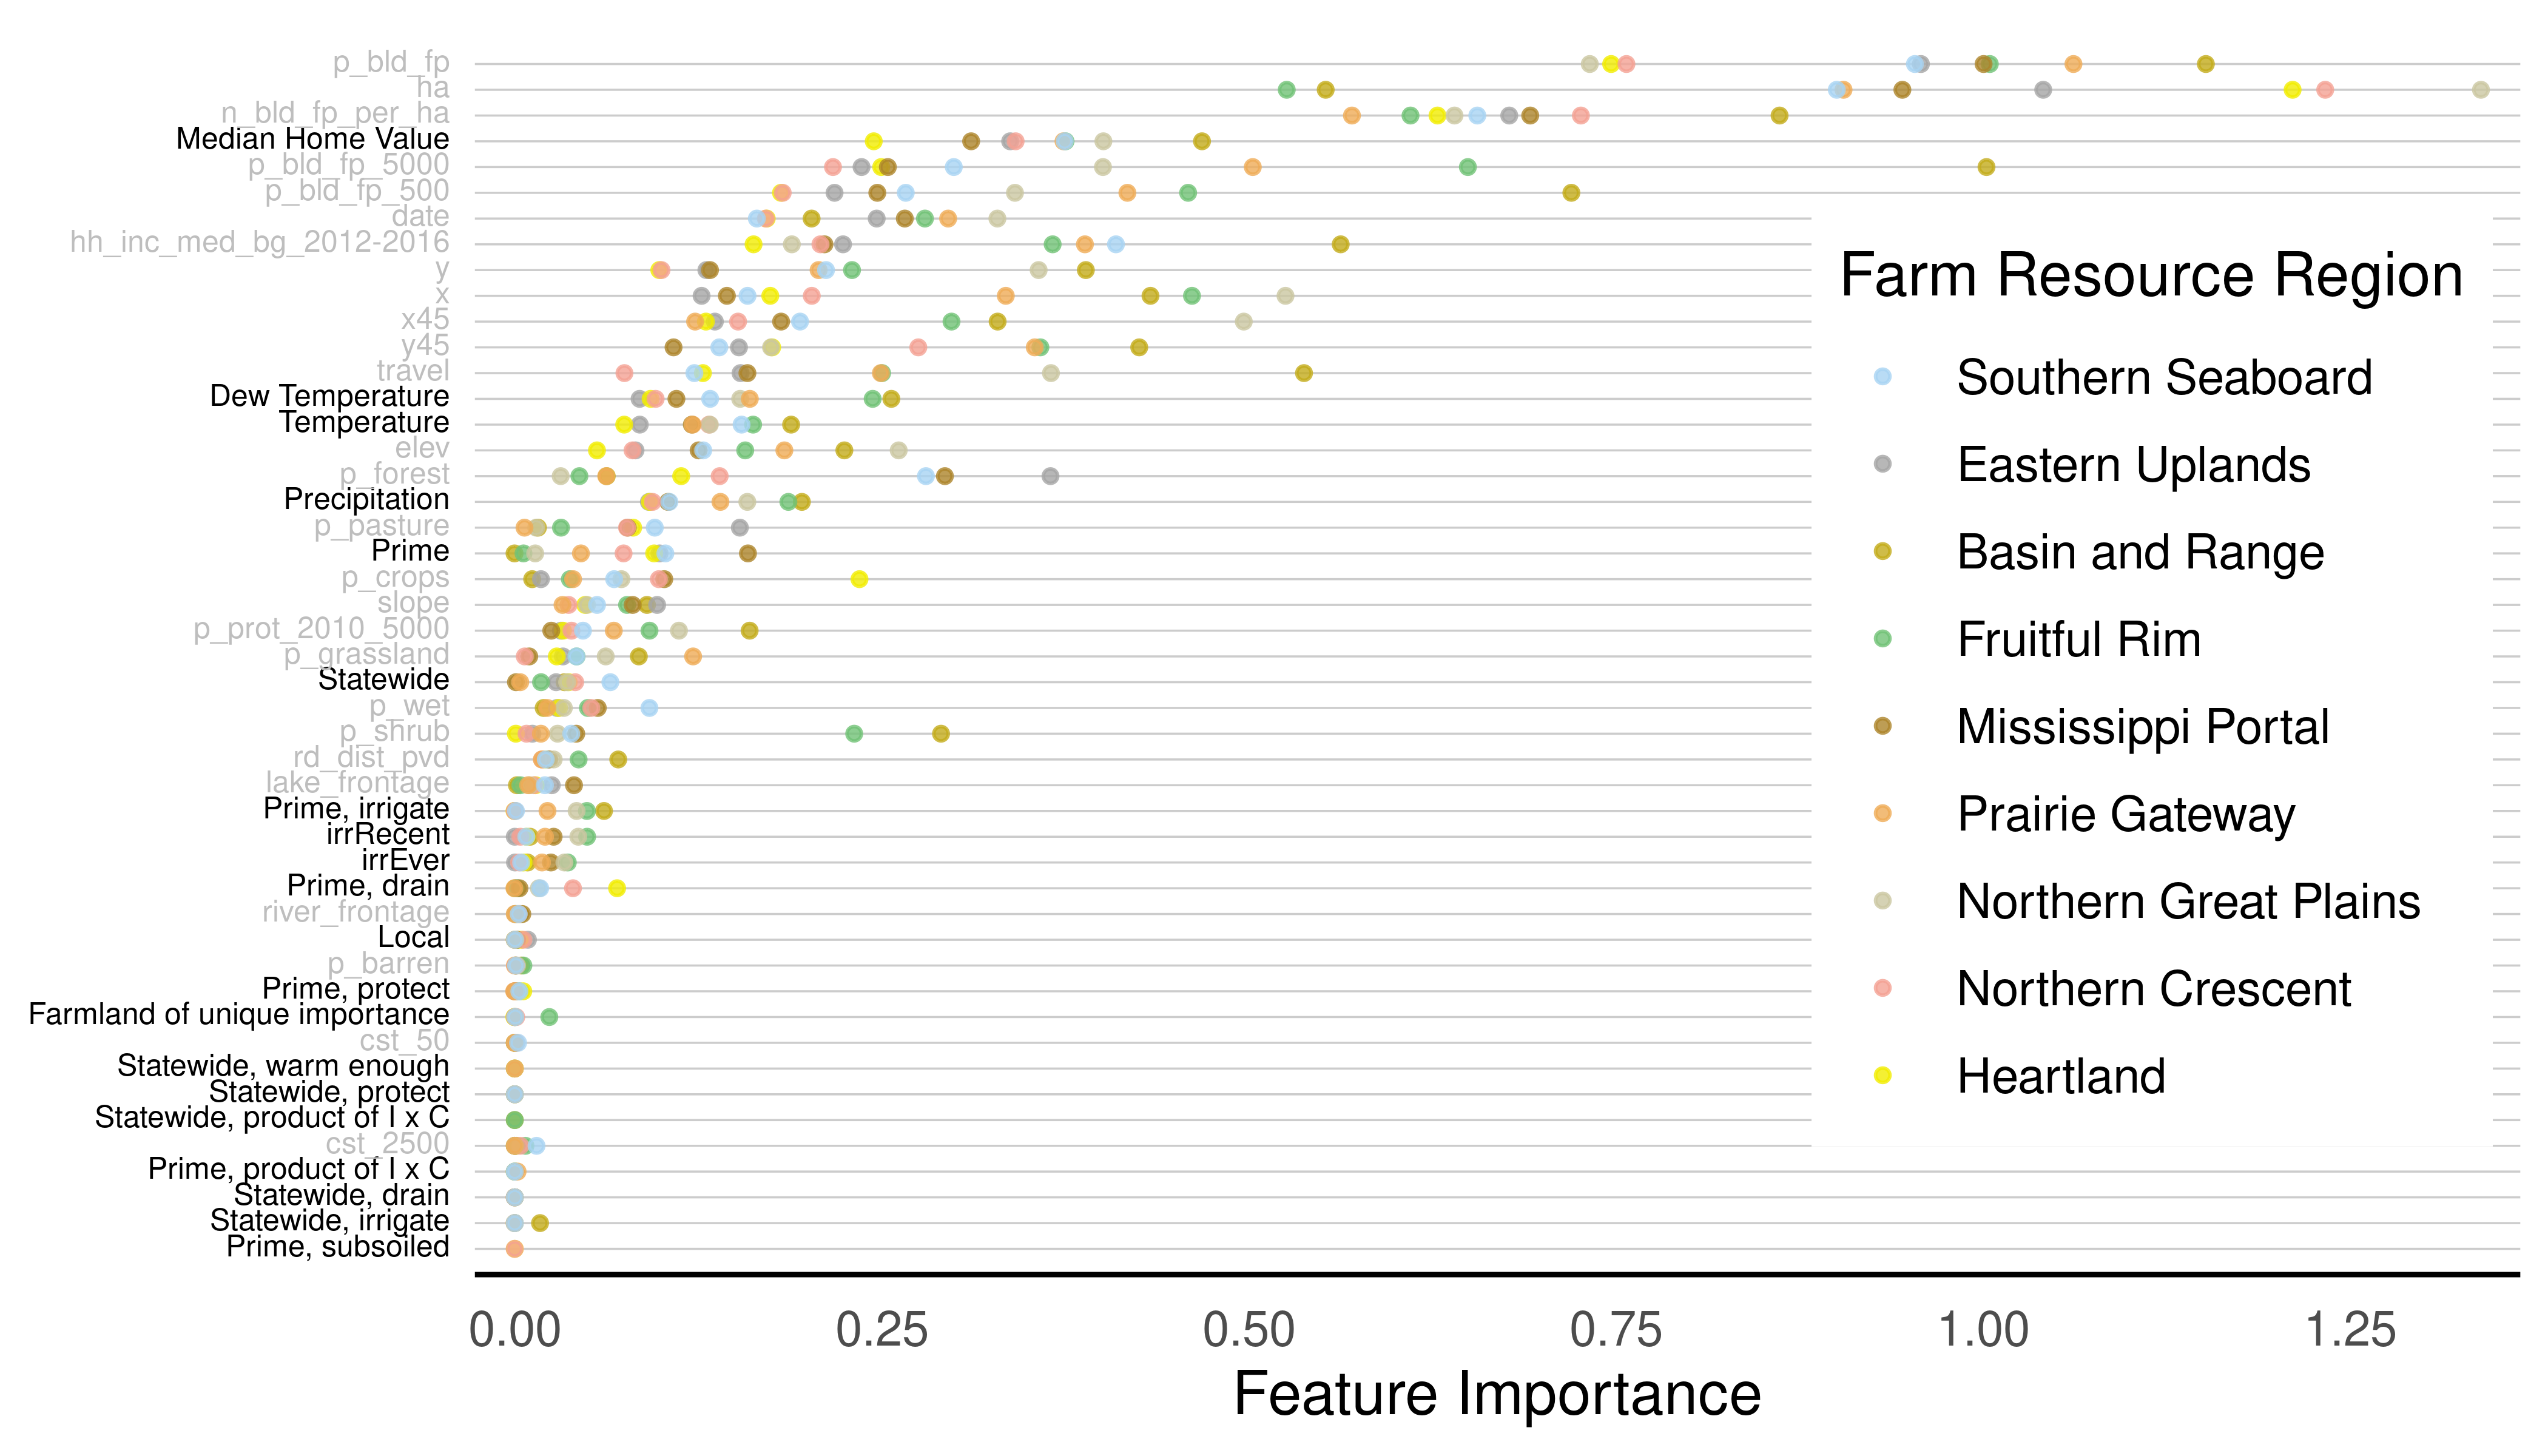 p_bld_fp
ha
n_bld_fp_per_ha
Median Home Value
p_bld_fp_5000
p_bld_fp_500
date
hh_inc_med_bg_2012-2016
y
x
x45
y45
travel
Dew Temperature
Temperature
elev
p_forest
Precipitation
p_pasture
Prime
p_crops
slope
p_prot_2010_5000
p_grassland
Statewide
p_wet
p_shrub
rd_dist_pvd
lake_frontage
Prime, irrigate
irrRecent
irrEver
Prime, drain
river_frontage
Local
p_barren
Prime, protect
Farmland of unique importance
cst_50
Statewide, warm enough
Statewide, protect
Statewide, product of I x C
cst_2500
Prime, product of I x C
Statewide, drain
Statewide, irrigate
Prime, subsoiled
Farm Resource Region
Southern Seaboard
Eastern Uplands
Basin and Range
Fruitful Rim
Mississippi Portal
Prairie Gateway
Northern Great Plains
Northern Crescent
Heartland
0.00 0.25 0.50 0.75 1.00 1.25
Feature Importance